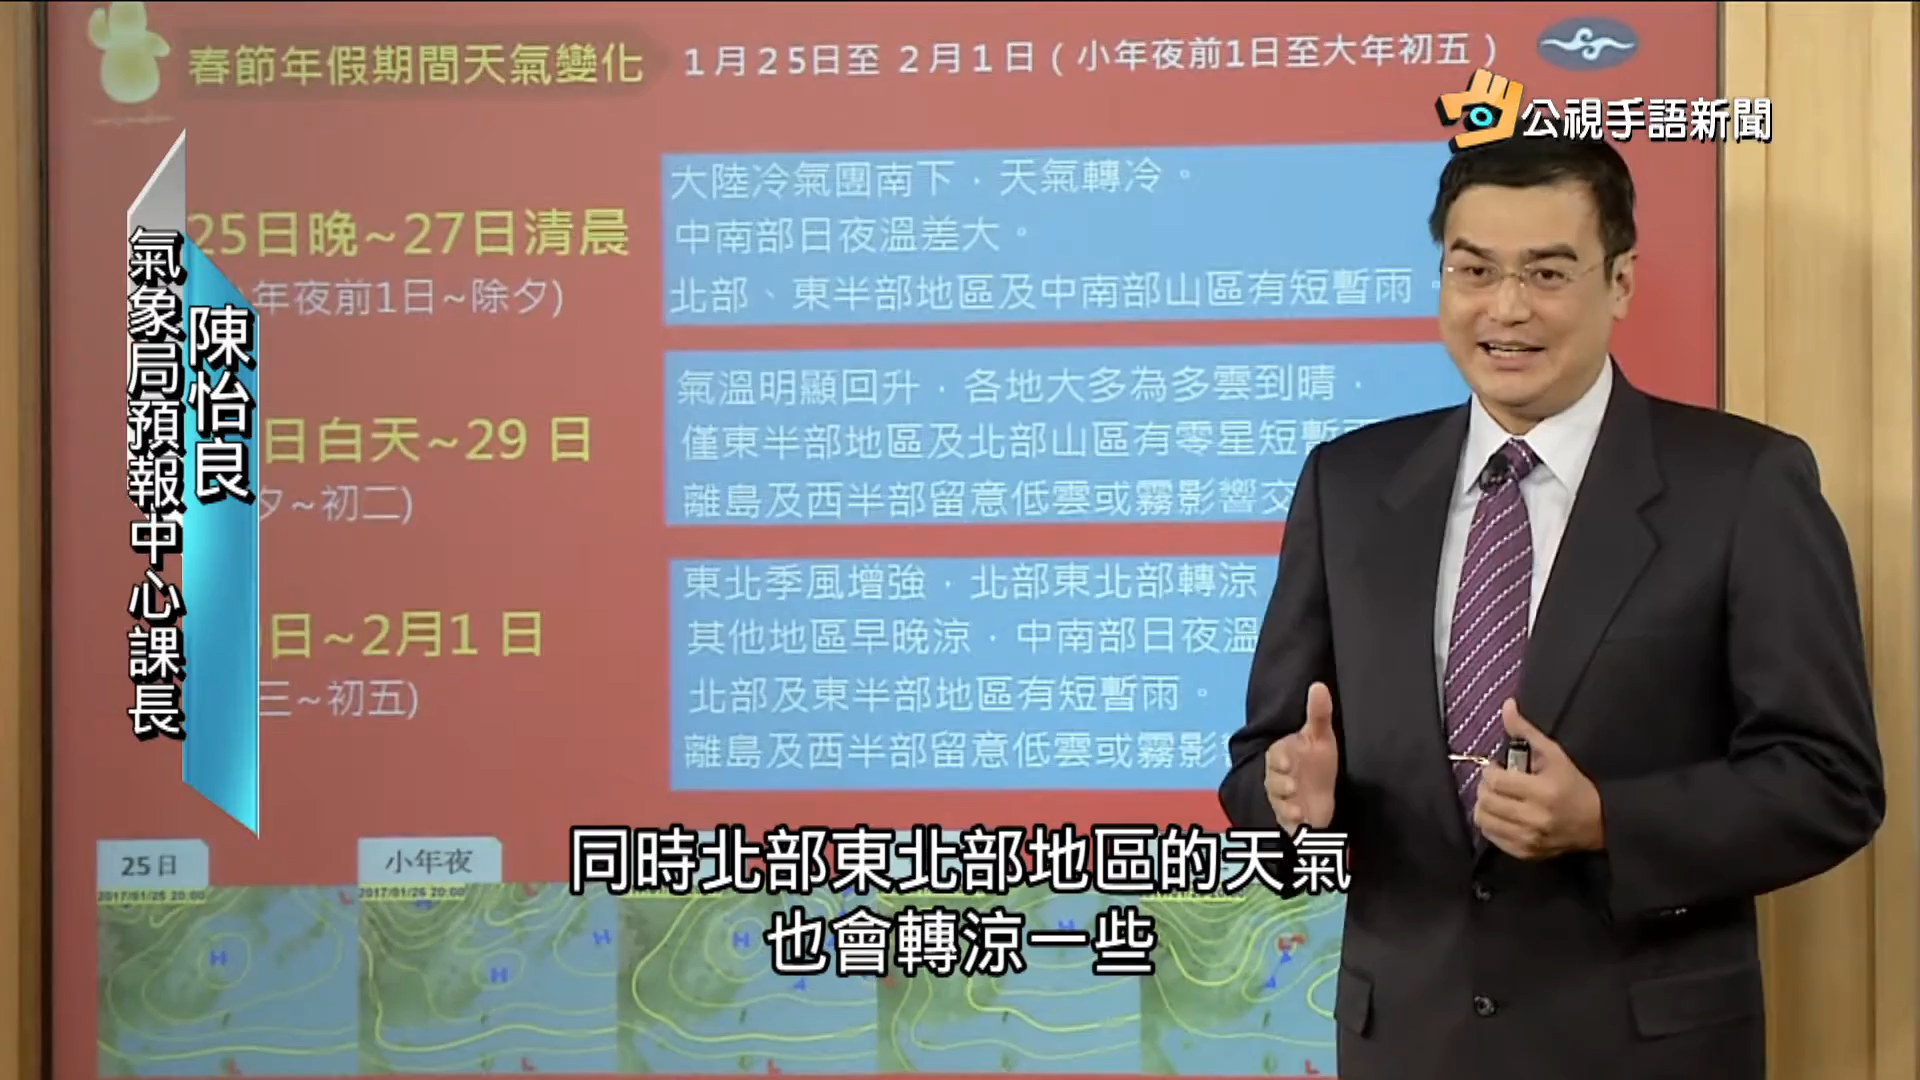 春節年假期間天氣變化
1月25日至 2月1日(小年夜前1日至大年初五)
公視手語新聞
25日晚~27日清晨
年夜前1日~除夕)
大陸冷氣團南下，天氣轉冷。
中南部日夜溫差大。
北部、東半部地區及中南部山區有短暫雨。
日白天~29 日
夕~初二)
氣溫明顯回升，各地大多為多雲到晴，
僅東半部地區及北部山區有零星短暫
離島及西半部留意低雲或霧影響交
日~2月1 日
三~初五)
東北季風增強，北部東北部轉涼
其他地區早晚涼，中南部日夜溫
北部及東半部地區有短暫雨。
離島及西半部留意低雲或霧影響
氣象局預報中心課長
陳怡良
25日
小年夜
2017/01/26 20:00
H
H
H
H
H
L
L
L
L
同時北部東北部地區的天氣
也會轉涼一些